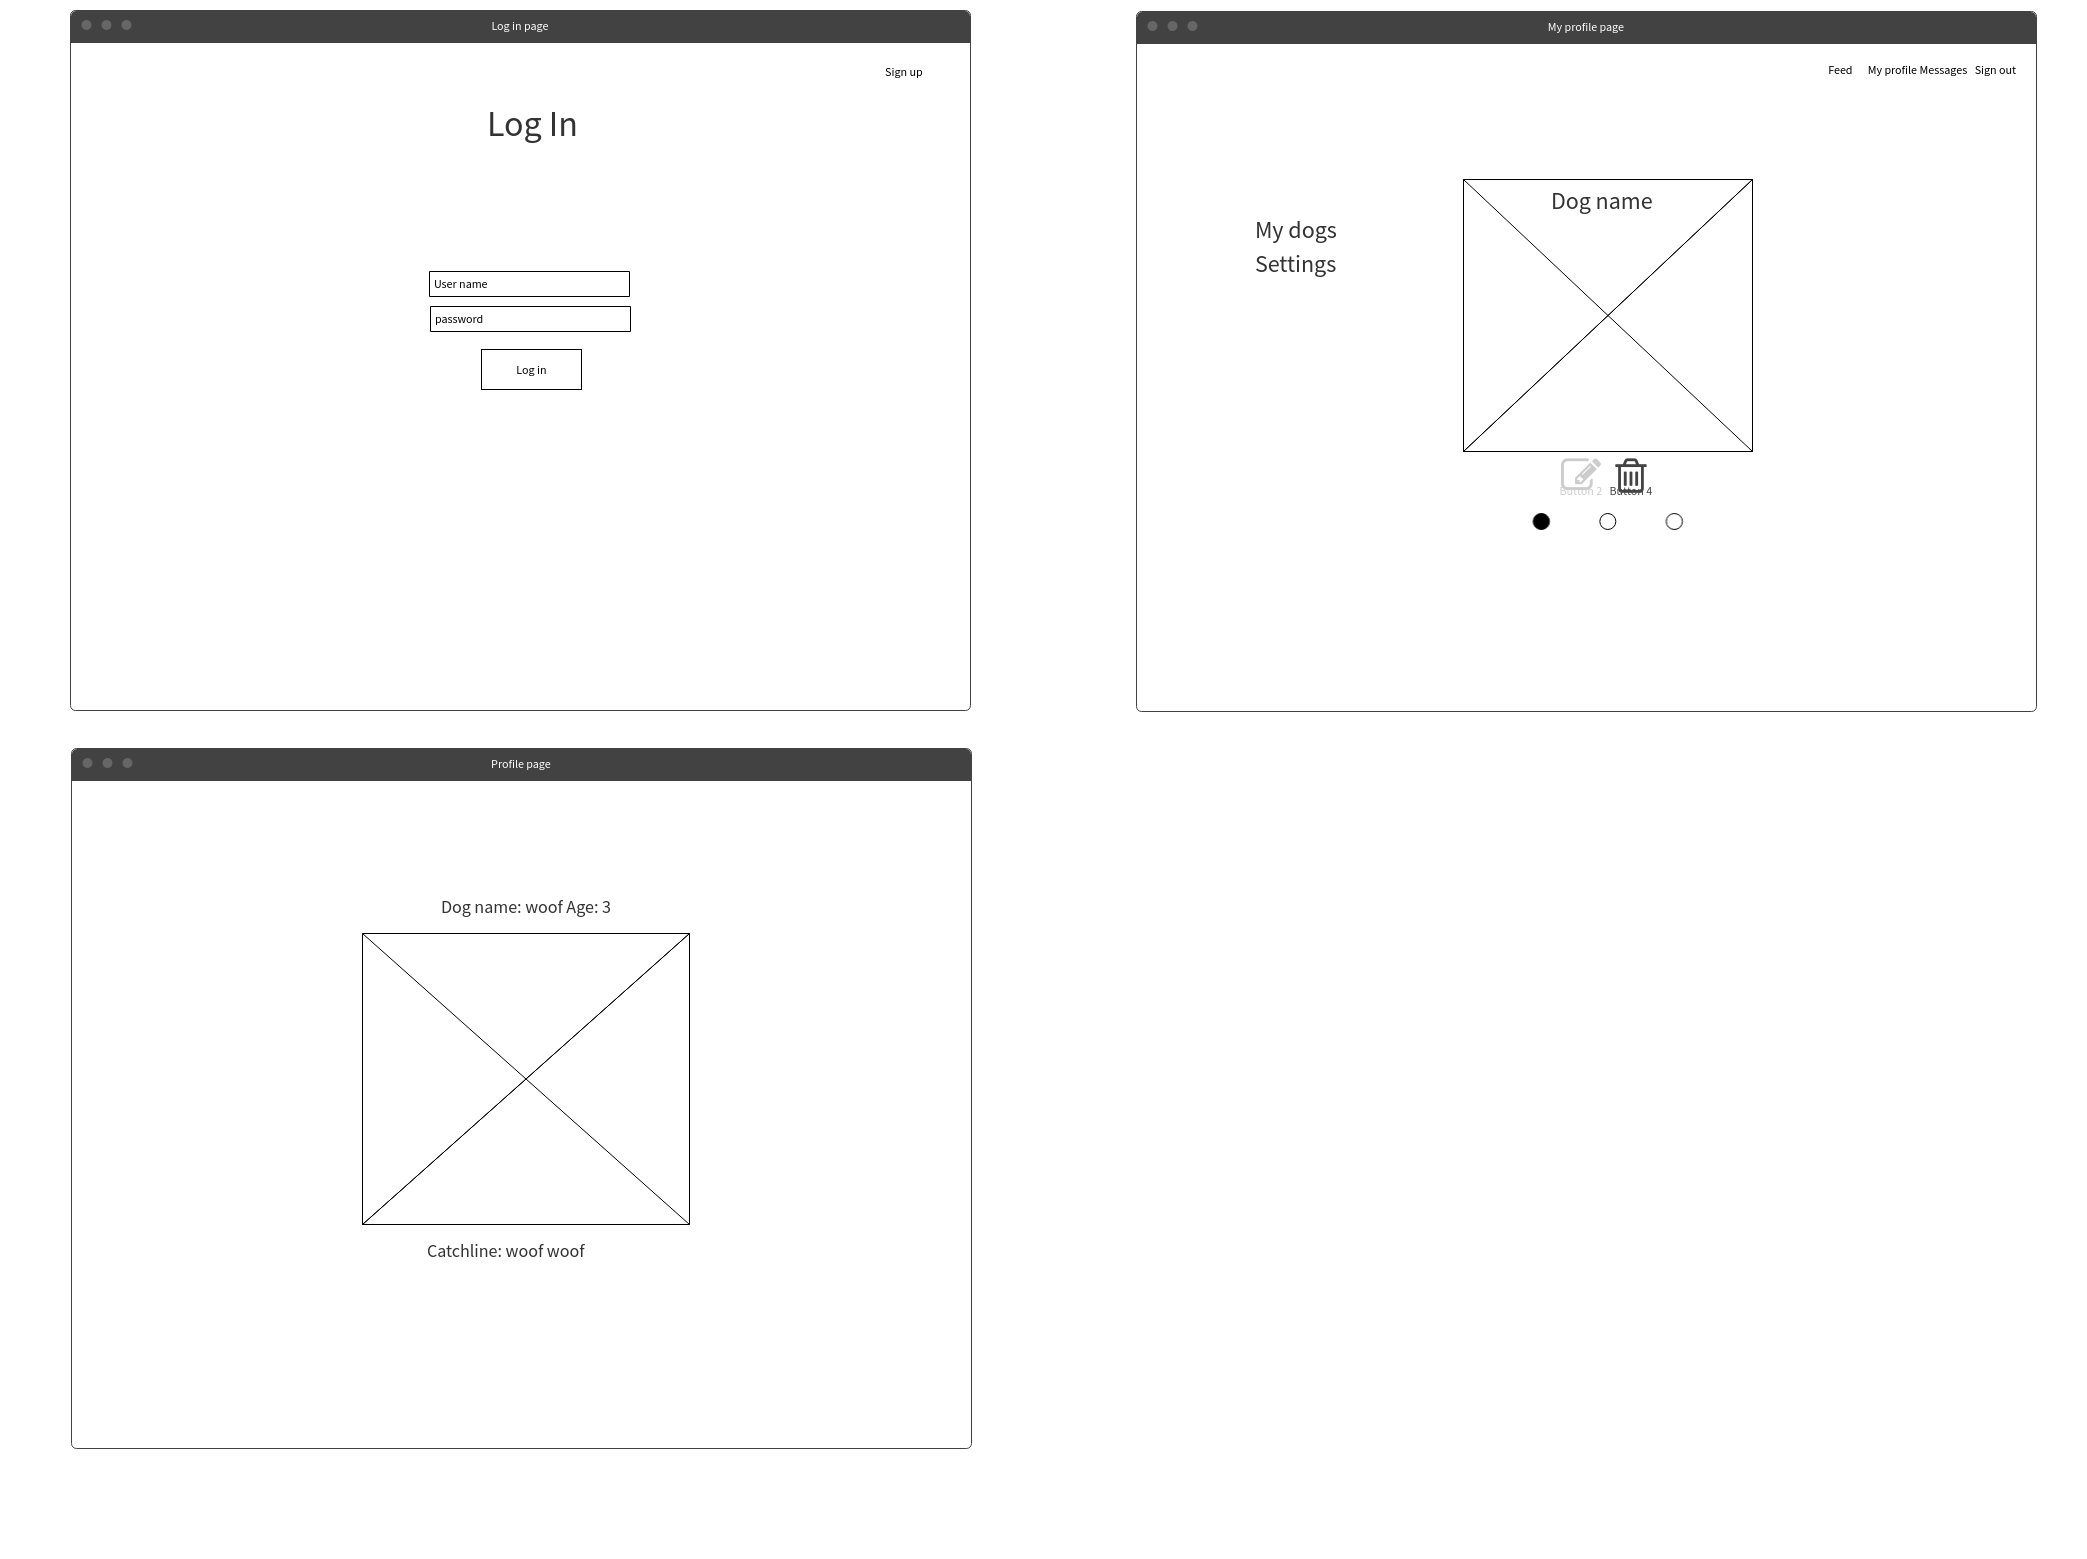 Log in page
Sign up
Log In
User name
password
Log in
My profile page
Feed My profile Messages Sign out
Dog name
My dogs
Settings
Button 2 Button 4
Profile page
Dog name: woof Age: 3
Catchline: woof woof